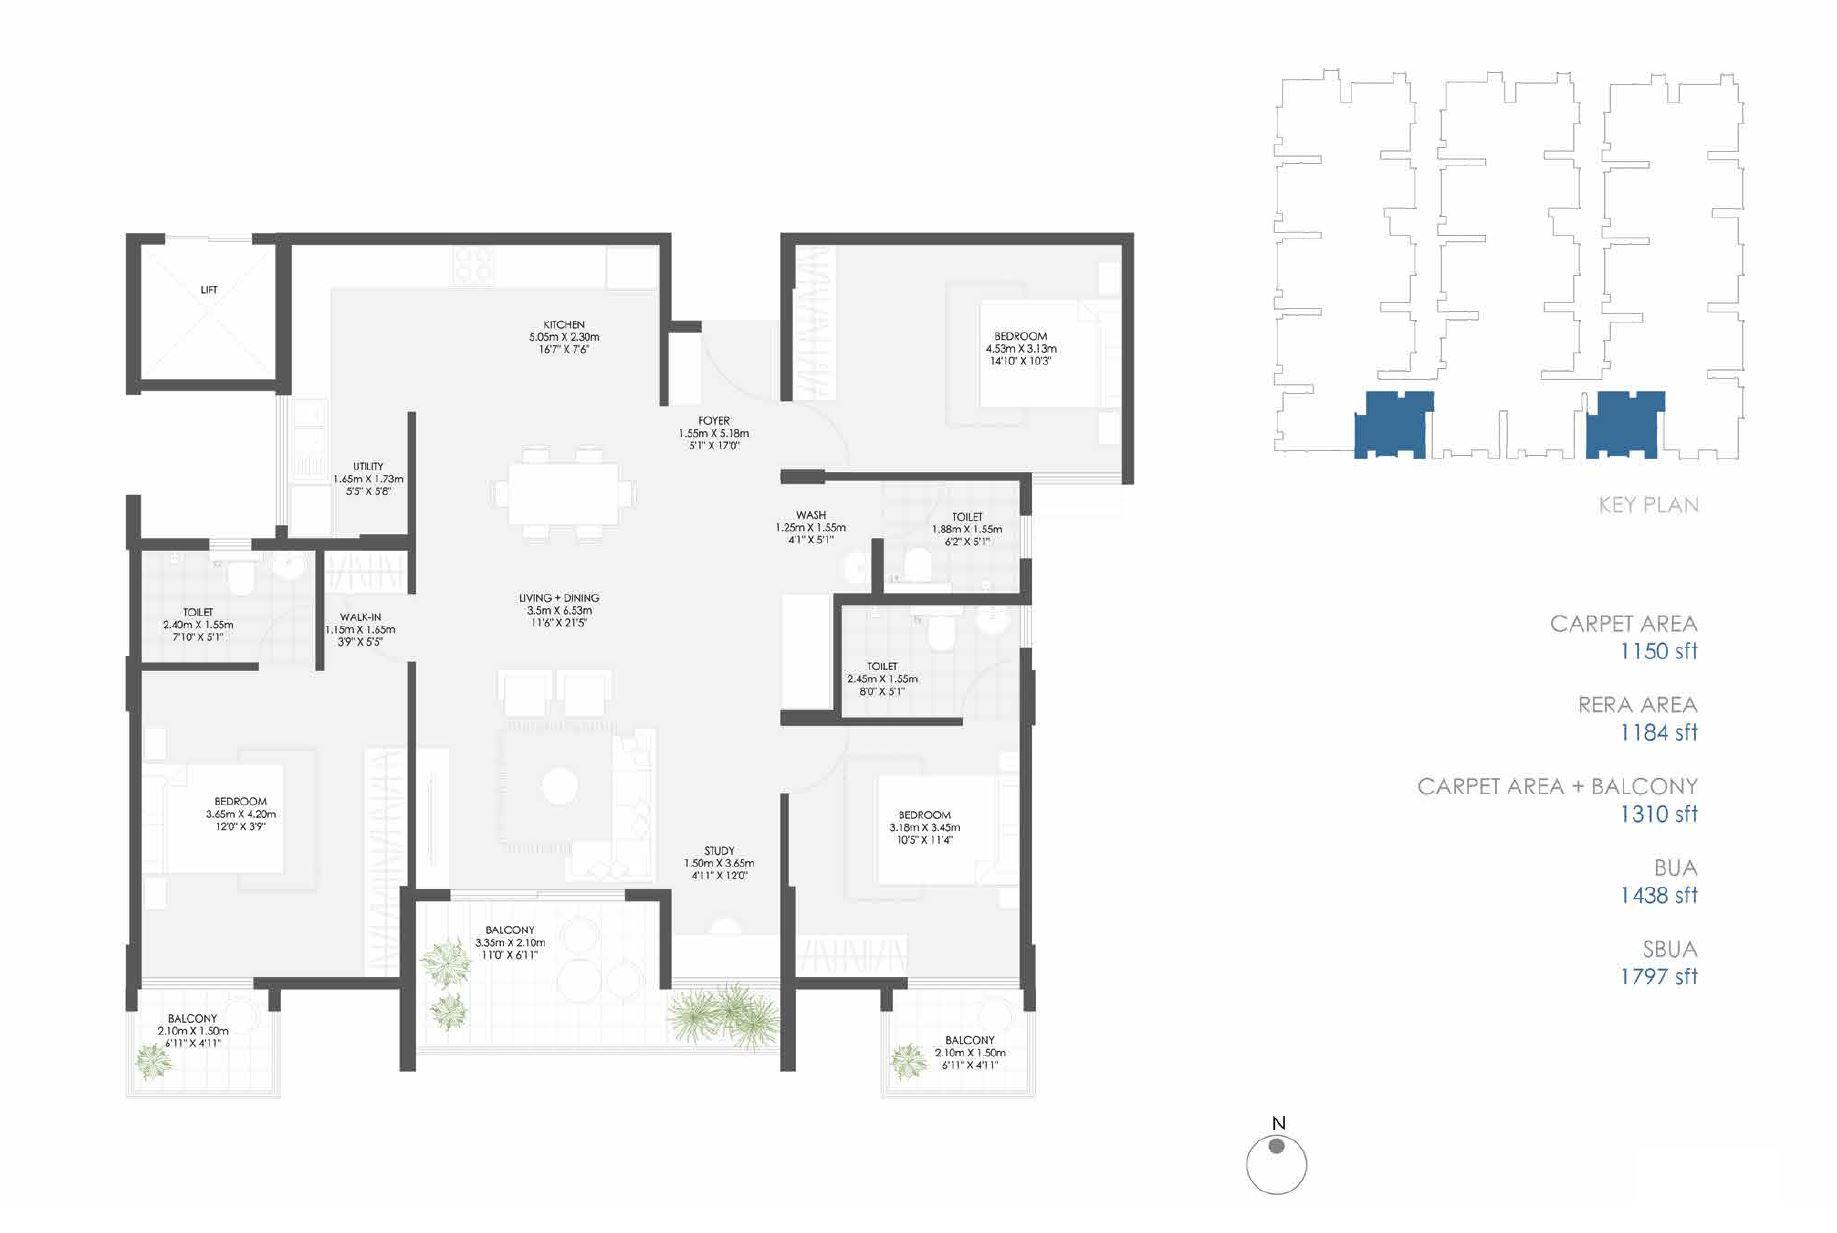 LIFT
KITCHEN
5.05m X 2.30m
16'7" X 7'6"
BEDROOM
4.53m X 3.13m
14'10" X 10'3"
FOYER
1.55m X 5.18m
5'1" X 17'0"
UTILITY
1.65m X 1.73m
5'5" X 5'8"
WASH
1.25m X 1.55m
4'1" X 5'1"
TOILET
1.88m X 1.55m
6'2" X 5'1"
TOILET
2.40m X 1.55m
7'10" X 5'1"
WALK-IN
1.15m X 1.65m
3'9" X 5'5"
LIVING + DINING
3.5m X 6.53m
11'6" X 21'5"
TOILET
2.45m X 1.55m
8'0" X 5'1"
BEDROOM
3.65m X 4.20m
12'0" X 3'9"
STUDY
1.50m X 3.65m
4'11" X 12'0"
BEDROOM
3.18m X 3.45m
10'5" X 11'4"
BALCONY
3.35m X 2.10m
11'0" X 6'11"
BALCONY
2.10m X 1.50m
6'11" X 4'11"
BALCONY
2.10m X 1.50m
6'11" X 4'11"
KEY PLAN
CARPET AREA
1150 sft
RERA AREA
1184 sft
CARPET AREA + BALCONY
1310 sft
BUA
1438 sft
SBUA
1797 sft
N